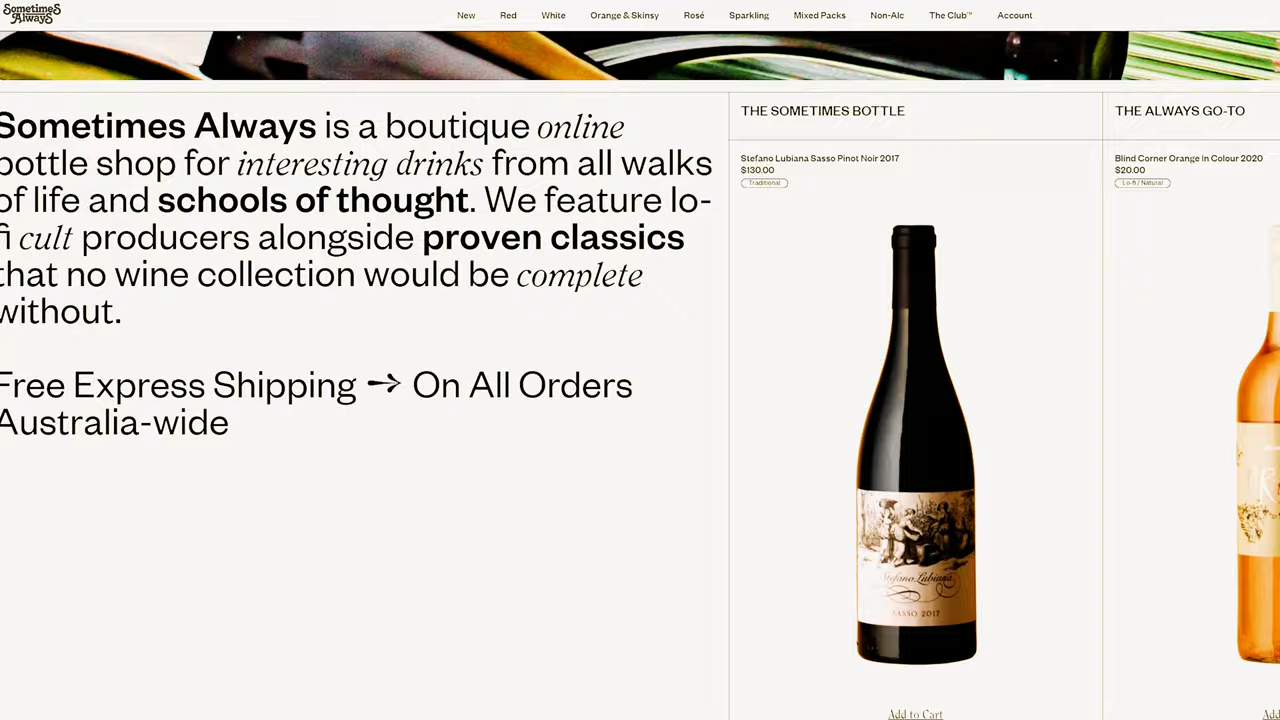 Sometimes
Always
New Red White Orange & Skinsy Rosé Sparkling Mixed Packs Non-Alc The Club™ Account
Sometimes Always is a boutique online
bottle shop for interesting drinks from all walks
of life and schools of thought. We feature lo-
fi cult producers alongside proven classics
that no wine collection would be complete
without.
Free Express Shipping ➛ On All Orders
Australia-wide
THE SOMETIMES BOTTLE
Stefano Lubiana Sasso Pinot Noir 2017
$130.00
Traditional
Stefano Lubiana
SASSO 2017
Add to Cart
THE ALWAYS GO-TO
Blind Corner Orange in Colour 2020
$20.00
Lo-fi / Natural
Add